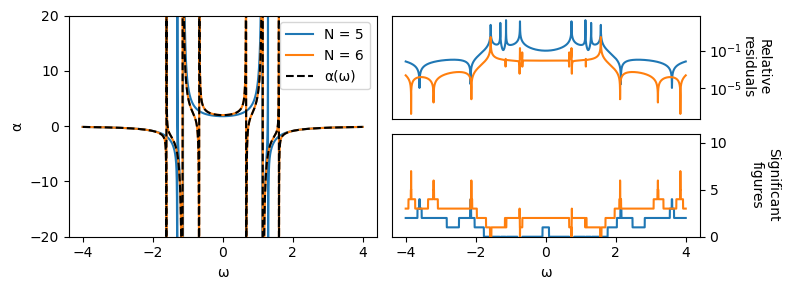 20
10
0
−10
−20
α
−4
−2
0
2
4
ω
N = 5
N = 6
α(ω)
10⁻¹
10⁻⁵
Relative
residuals
10
5
0
Significant
figures
−4
−2
0
2
4
ω